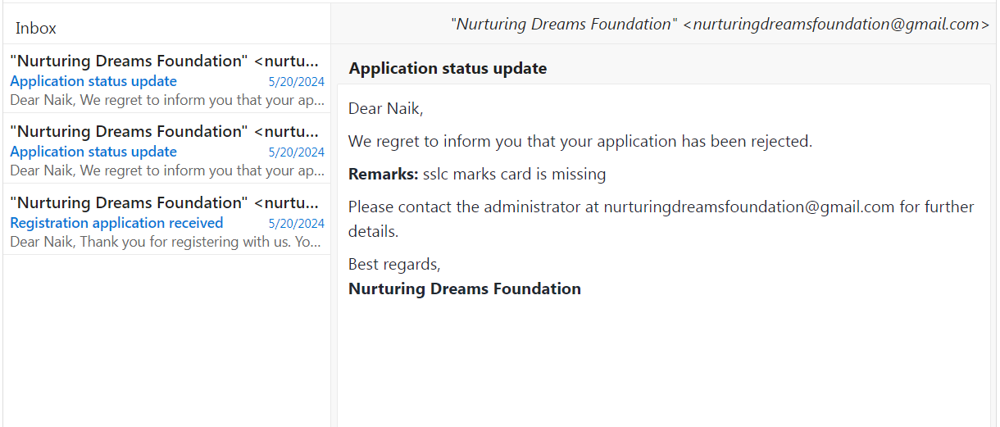 Inbox
"Nurturing Dreams Foundation" <nurtu...
Application status update 5/20/2024
Dear Naik, We regret to inform you that your ap...
"Nurturing Dreams Foundation" <nurtu...
Application status update 5/20/2024
Dear Naik, We regret to inform you that your ap...
"Nurturing Dreams Foundation" <nurtu...
Registration application received 5/20/2024
Dear Naik, Thank you for registering with us. Yo...
"Nurturing Dreams Foundation" <nurturingdreamsfoundation@gmail.com>
Application status update
Dear Naik,
We regret to inform you that your application has been rejected.
Remarks: sslc marks card is missing
Please contact the administrator at nurturingdreamsfoundation@gmail.com for further
details.
Best regards,
Nurturing Dreams Foundation